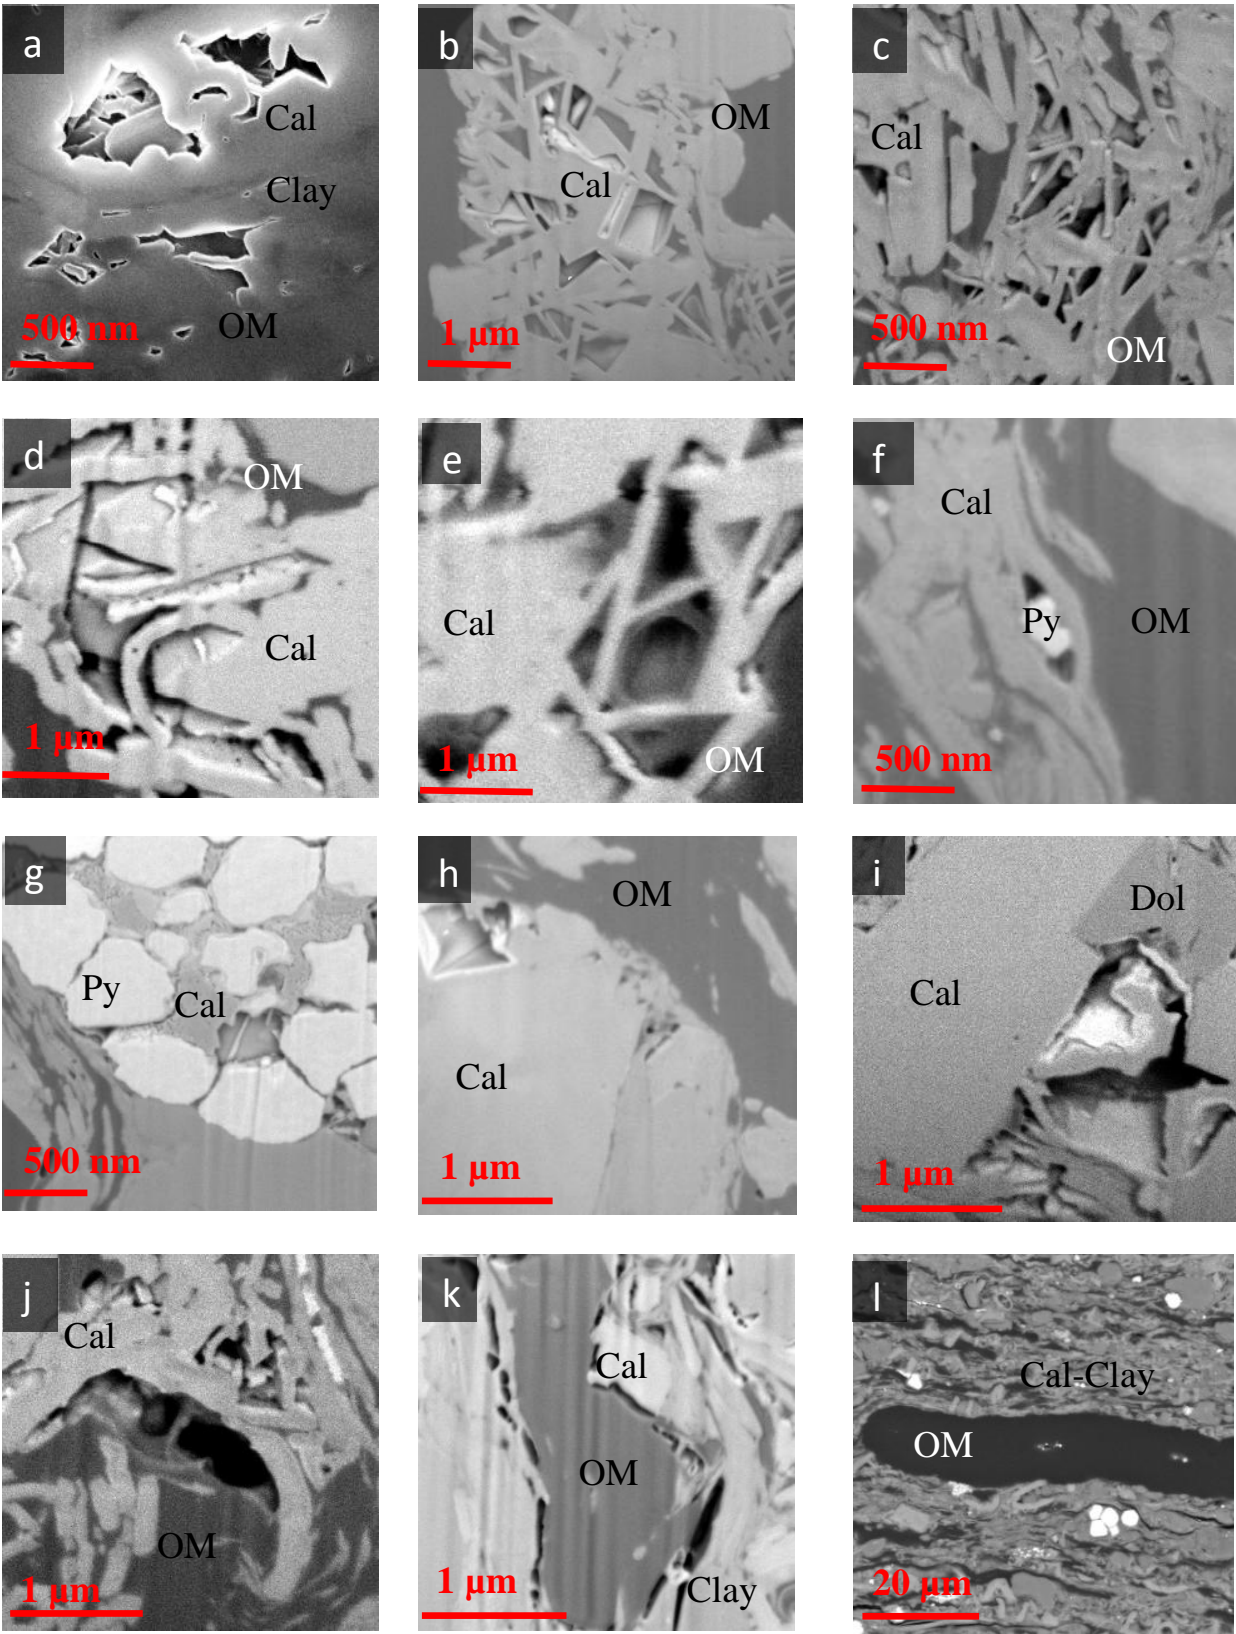 a
Cal
Clay
500 nm
OM
b
OM
Cal
1 μm
c
Cal
500 nm
OM
d
OM
Cal
1 μm
e
Cal
1 μm
OM
f
Cal
Py
OM
500 nm
g
Py
Cal
500 nm
h
OM
Cal
1 μm
i
Dol
Cal
1 μm
j
Cal
OM
1 μm
k
Cal
OM
1 μm
Clay
l
Cal-Clay
OM
20 μm